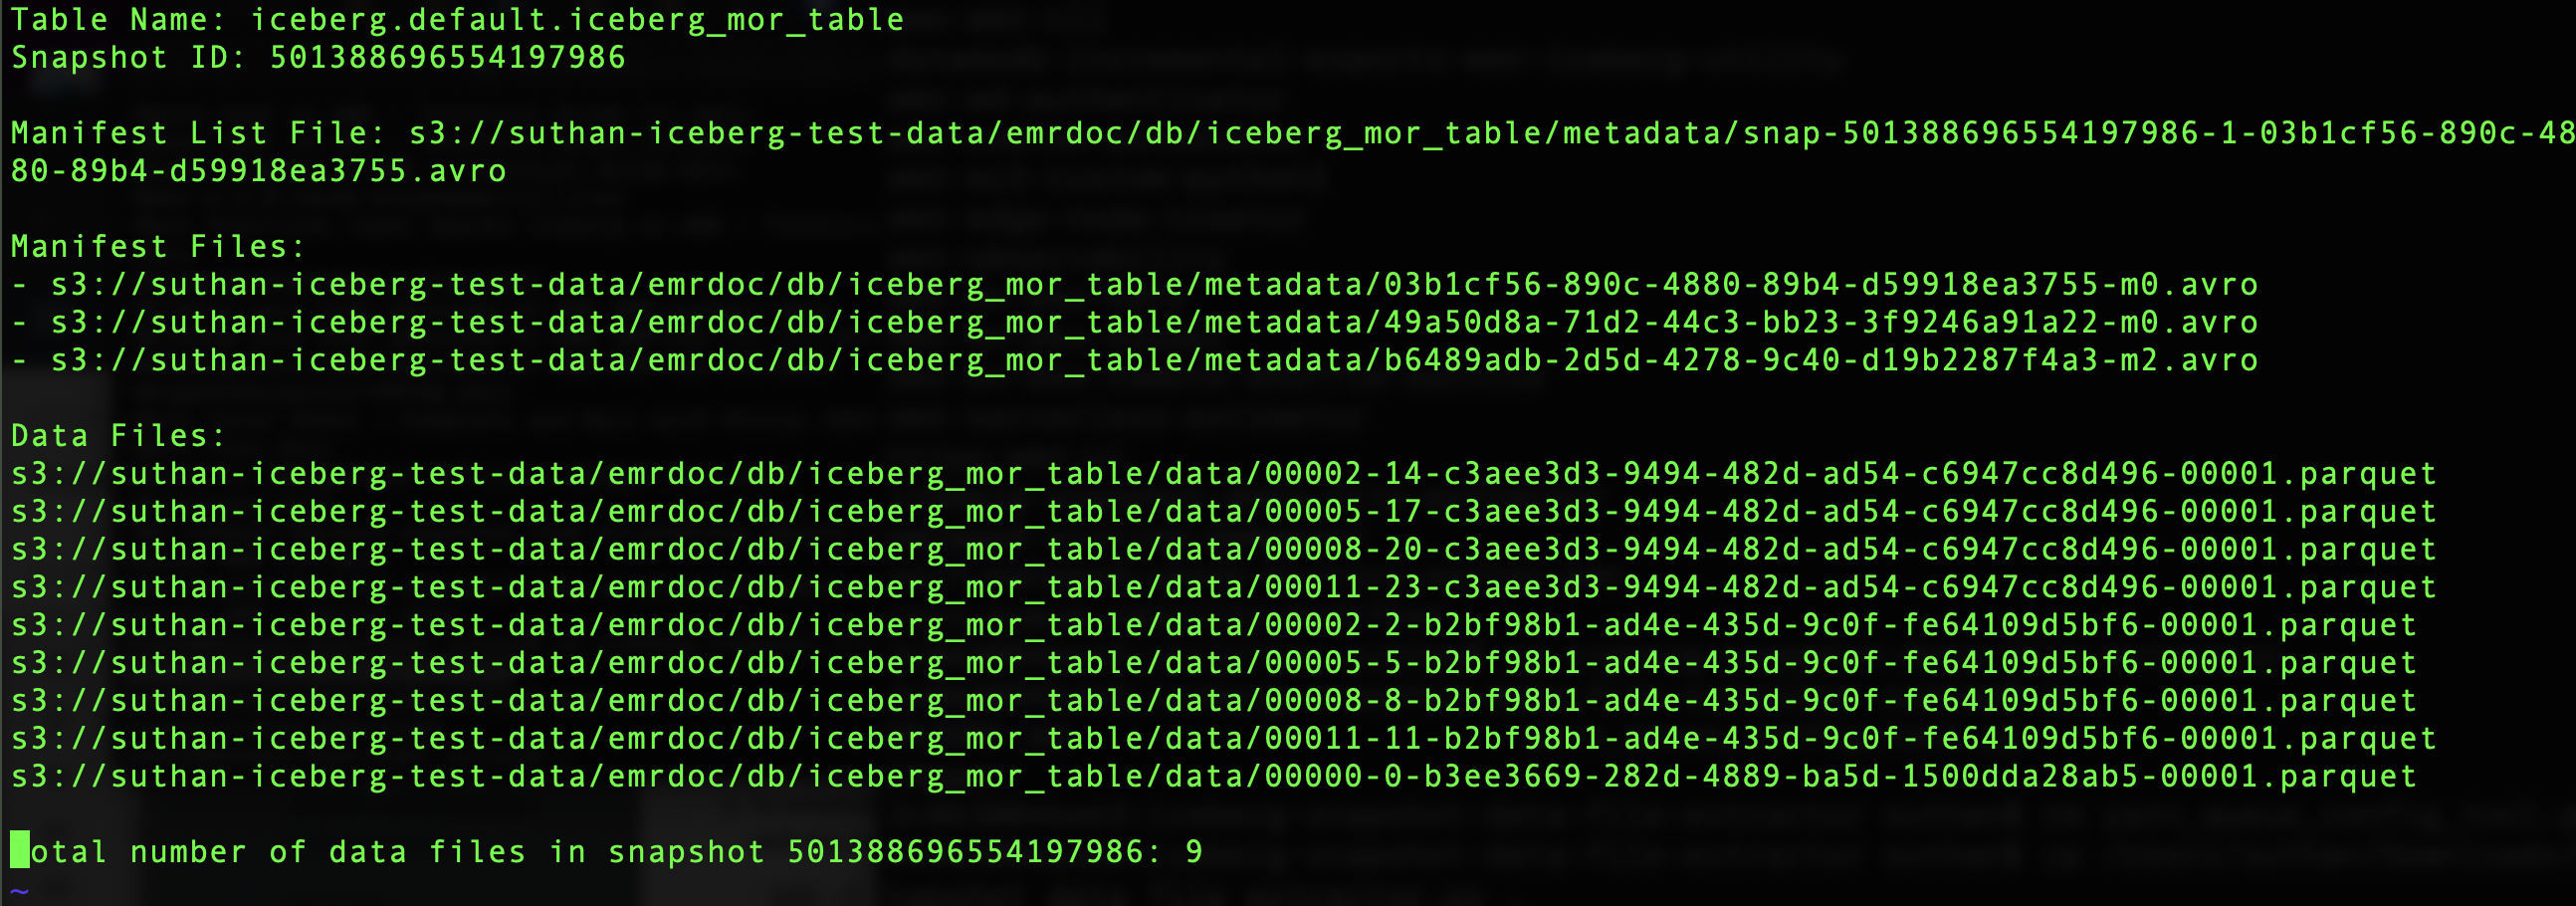 Table Name: iceberg.default.iceberg_mor_table
Snapshot ID: 501388696554197986
Manifest List File: s3://suthan-iceberg-test-data/emrdoc/db/iceberg_mor_table/metadata/snap-501388696554197986-1-03b1cf56-890c-48
80-89b4-d59918ea3755.avro
Manifest Files:
- s3://suthan-iceberg-test-data/emrdoc/db/iceberg_mor_table/metadata/03b1cf56-890c-4880-89b4-d59918ea3755-m0.avro
- s3://suthan-iceberg-test-data/emrdoc/db/iceberg_mor_table/metadata/49a50d8a-71d2-44c3-bb23-3f9246a91a22-m0.avro
- s3://suthan-iceberg-test-data/emrdoc/db/iceberg_mor_table/metadata/b6489adb-2d5d-4278-9c40-d19b2287f4a3-m2.avro
Data Files:
s3://suthan-iceberg-test-data/emrdoc/db/iceberg_mor_table/data/00002-14-c3aee3d3-9494-482d-ad54-c6947cc8d496-00001.parquet
s3://suthan-iceberg-test-data/emrdoc/db/iceberg_mor_table/data/00005-17-c3aee3d3-9494-482d-ad54-c6947cc8d496-00001.parquet
s3://suthan-iceberg-test-data/emrdoc/db/iceberg_mor_table/data/00008-20-c3aee3d3-9494-482d-ad54-c6947cc8d496-00001.parquet
s3://suthan-iceberg-test-data/emrdoc/db/iceberg_mor_table/data/00011-23-c3aee3d3-9494-482d-ad54-c6947cc8d496-00001.parquet
s3://suthan-iceberg-test-data/emrdoc/db/iceberg_mor_table/data/00002-2-b2bf98b1-ad4e-435d-9c0f-fe64109d5bf6-00001.parquet
s3://suthan-iceberg-test-data/emrdoc/db/iceberg_mor_table/data/00005-5-b2bf98b1-ad4e-435d-9c0f-fe64109d5bf6-00001.parquet
s3://suthan-iceberg-test-data/emrdoc/db/iceberg_mor_table/data/00008-8-b2bf98b1-ad4e-435d-9c0f-fe64109d5bf6-00001.parquet
s3://suthan-iceberg-test-data/emrdoc/db/iceberg_mor_table/data/00011-11-b2bf98b1-ad4e-435d-9c0f-fe64109d5bf6-00001.parquet
s3://suthan-iceberg-test-data/emrdoc/db/iceberg_mor_table/data/00000-0-b3ee3669-282d-4889-ba5d-1500dda28ab5-00001.parquet
otal number of data files in snapshot 501388696554197986: 9
~